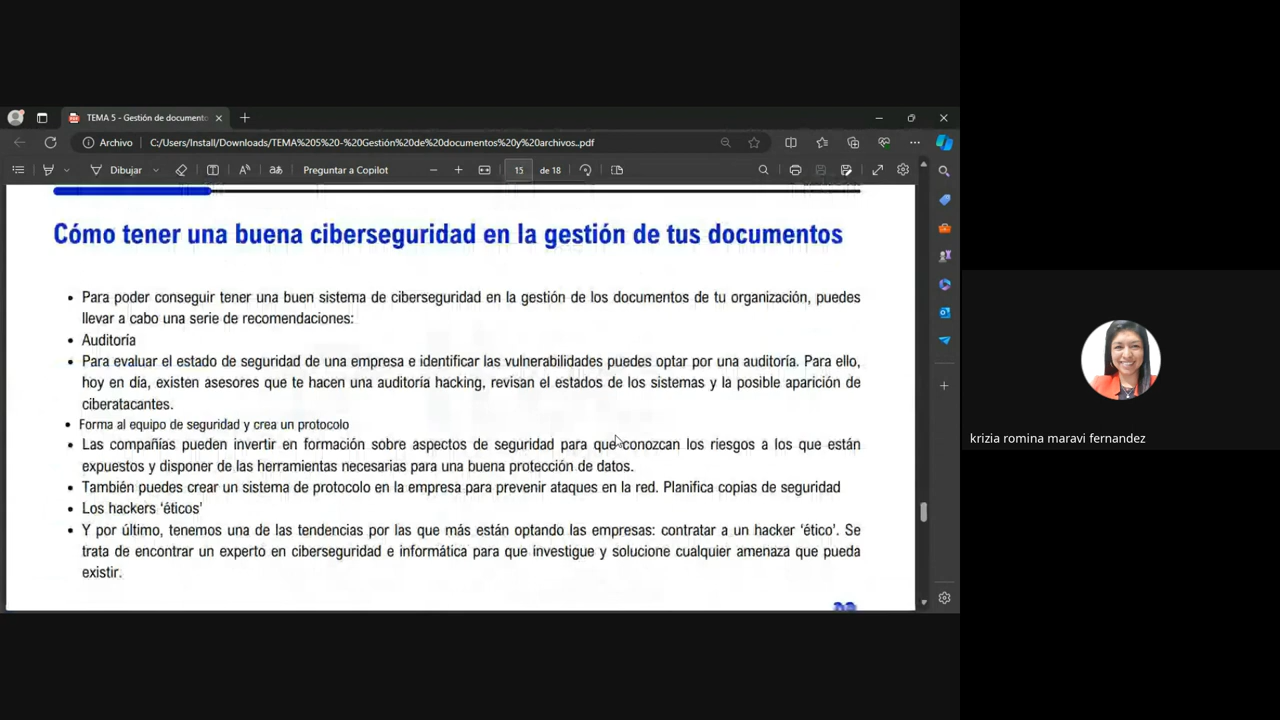 TEMA 5 - Gestión de documento
Archivo
C:/Users/Install/Downloads/TEMA%205%20-%20Gestión%20de%20documentos%20y%20archivos..pdf
Dibujar
Preguntar a Copilot
15
de 18
Cómo tener una buena ciberseguridad en la gestión de tus documentos
• Para poder conseguir tener una buen sistema de ciberseguridad en la gestión de los documentos de tu organización, puedes
llevar a cabo una serie de recomendaciones:
• Auditoría
• Para evaluar el estado de seguridad de una empresa e identificar las vulnerabilidades puedes optar por una auditoría. Para ello,
hoy en día, existen asesores que te hacen una auditoría hacking, revisan el estados de los sistemas y la posible aparición de
ciberatacantes.
• Forma al equipo de seguridad y crea un protocolo
• Las compañías pueden invertir en formación sobre aspectos de seguridad para que conozcan los riesgos a los que están
expuestos y disponer de las herramientas necesarias para una buena protección de datos.
• También puedes crear un sistema de protocolo en la empresa para prevenir ataques en la red. Planifica copias de seguridad
• Los hackers ‘éticos’
• Y por último, tenemos una de las tendencias por las que más están optando las empresas: contratar a un hacker ‘ético’. Se
trata de encontrar un experto en ciberseguridad e informática para que investigue y solucione cualquier amenaza que pueda
existir.
krizia romina maravi fernandez